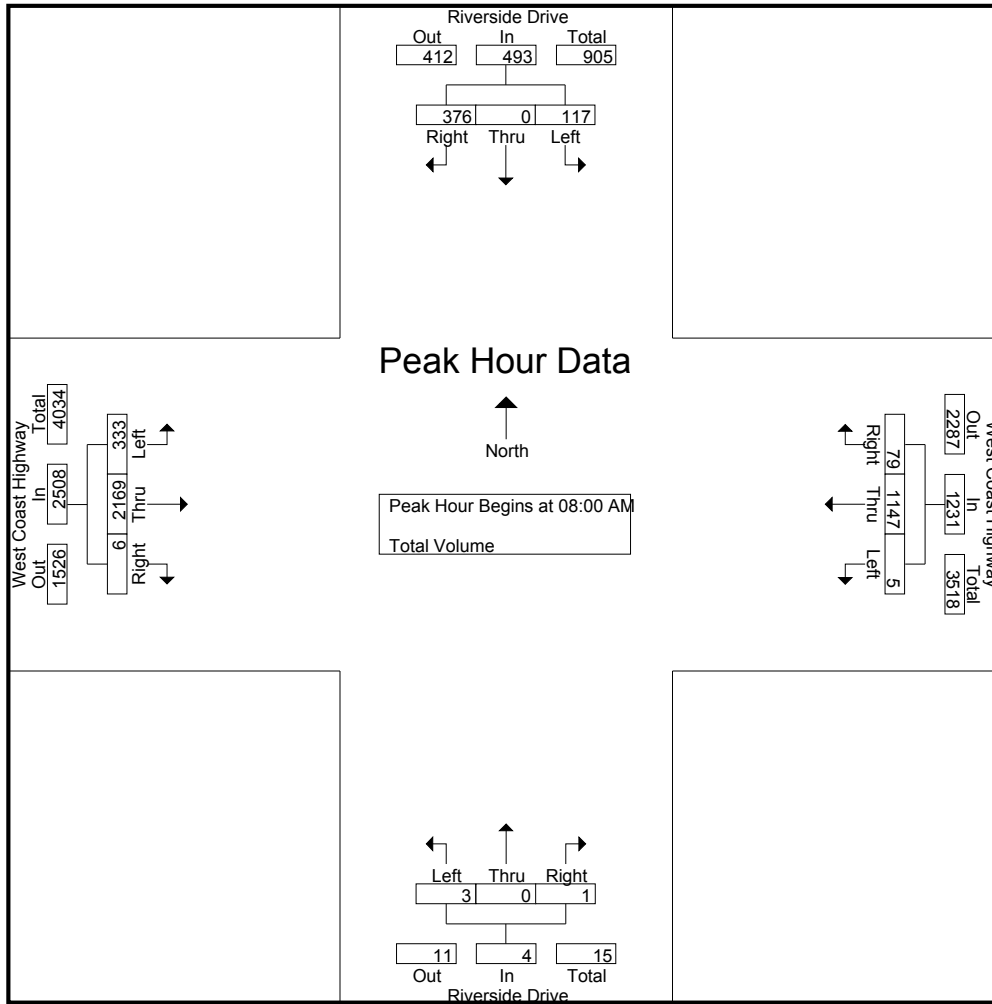 Riverside Drive
Out In Total
412 493 905
376 0 117
Right Thru Left
Peak Hour Data
North
Peak Hour Begins at 08:00 AM
Total Volume
West Coast Highway
Total In Out
4034 2508 1526
333 2169 6
Left Thru Right
West Coast Highway
Out In Total
2287 1231 3518
79 1147 5
Right Thru Left
Left Thru Right
3 0 1
11 4 15
Out In Total
Riverside Drive